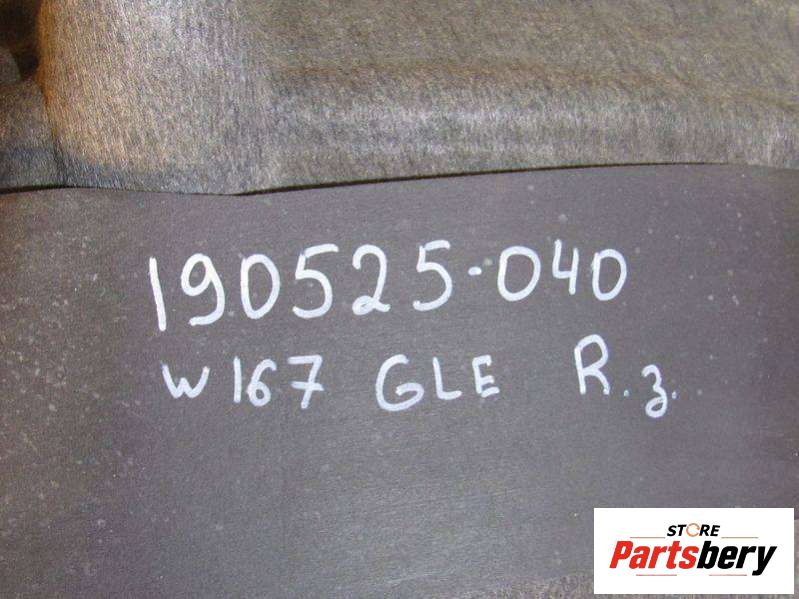 190525-040
W167 GLE R.з.
STORE
Partsbery